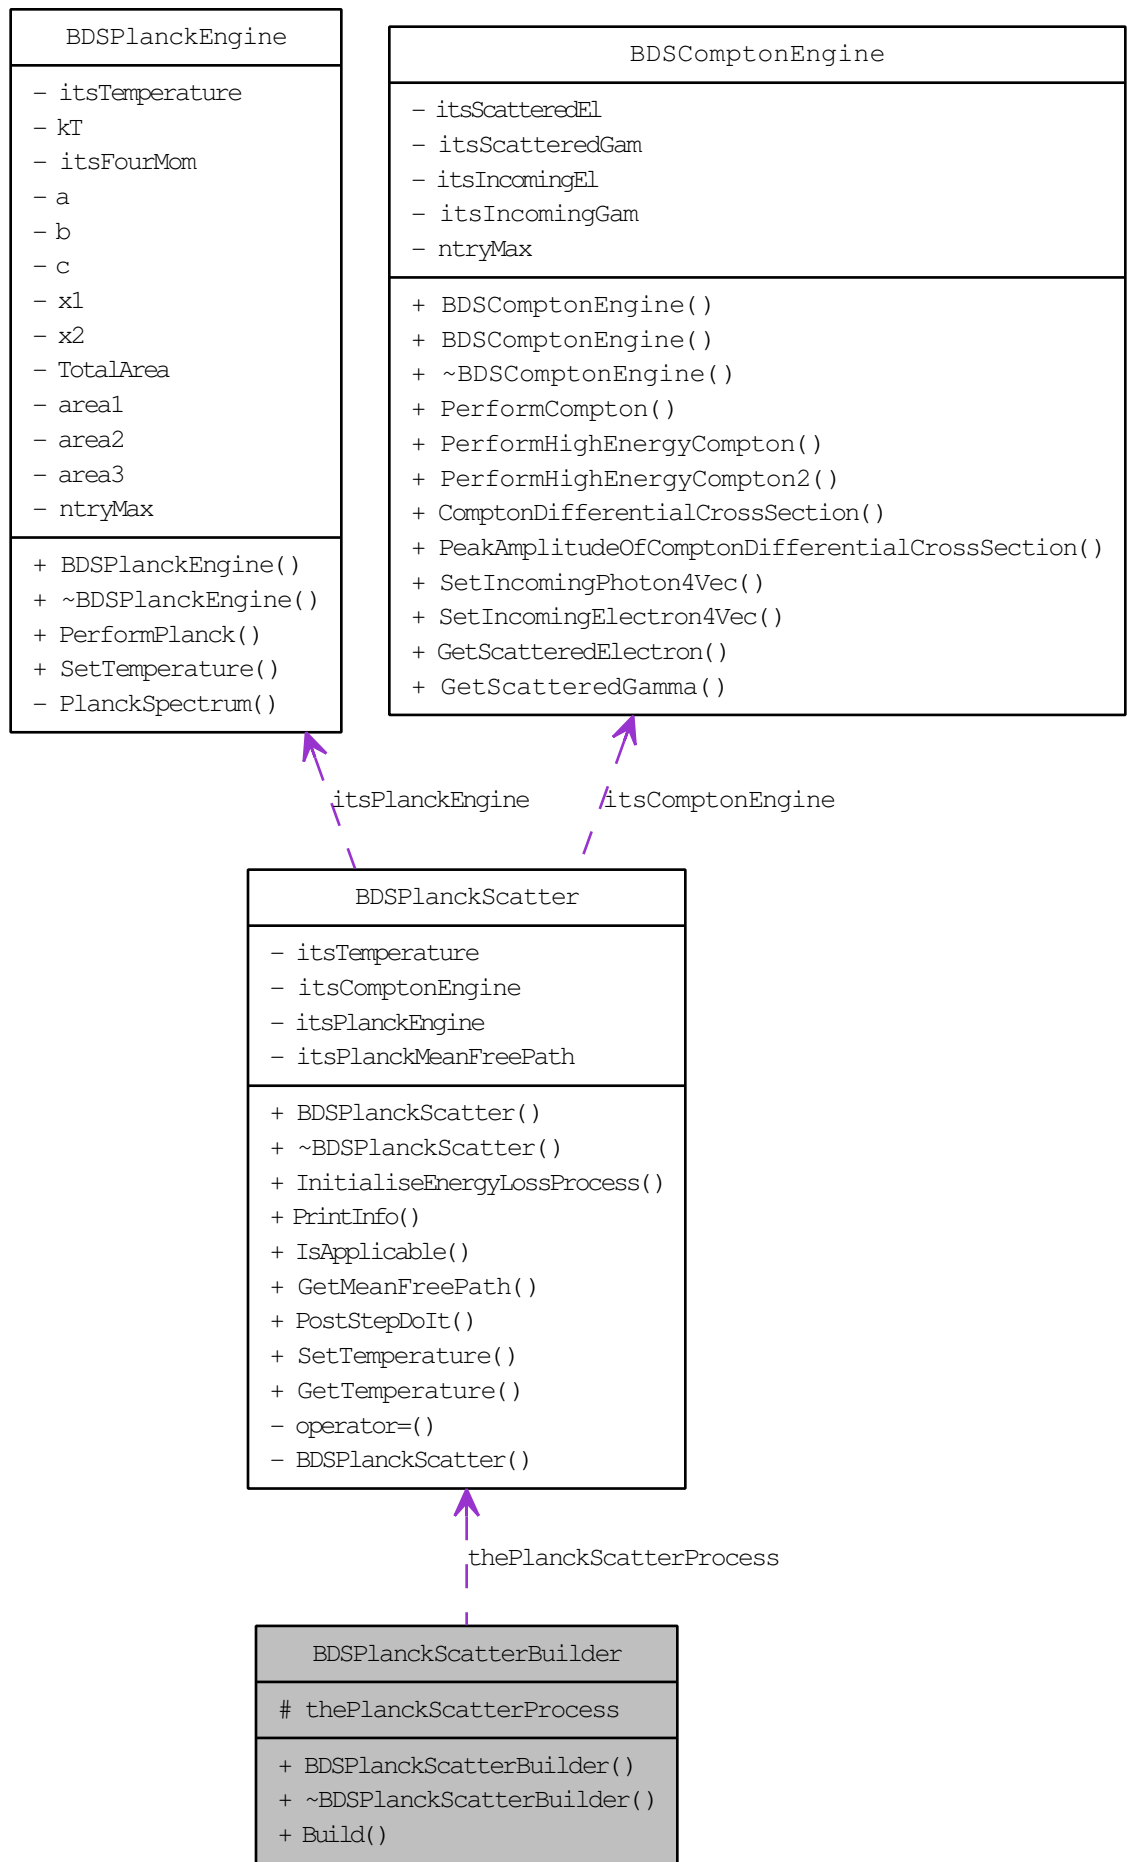 BDSPlanckEngine
- itsTemperature
- kT
- itsFourMom
- a
- b
- c
- x1
- x2
- TotalArea
- area1
- area2
- area3
- ntryMax
+ BDSPlanckEngine()
+ ~BDSPlanckEngine()
+ PerformPlanck()
+ SetTemperature()
- PlanckSpectrum()
BDSComptonEngine
- itsScatteredEl
- itsScatteredGam
- itsIncomingEl
- itsIncomingGam
- ntryMax
+ BDSComptonEngine()
+ BDSComptonEngine()
+ ~BDSComptonEngine()
+ PerformCompton()
+ PerformHighEnergyCompton()
+ PerformHighEnergyCompton2()
+ ComptonDifferentialCrossSection()
+ PeakAmplitudeOfComptonDifferentialCrossSection()
+ SetIncomingPhoton4Vec()
+ SetIncomingElectron4Vec()
+ GetScatteredElectron()
+ GetScatteredGamma()
itsPlanckEngine
itsComptonEngine
BDSPlanckScatter
- itsTemperature
- itsComptonEngine
- itsPlanckEngine
- itsPlanckMeanFreePath
+ BDSPlanckScatter()
+ ~BDSPlanckScatter()
+ InitialiseEnergyLossProcess()
+ PrintInfo()
+ IsApplicable()
+ GetMeanFreePath()
+ PostStepDoIt()
+ SetTemperature()
+ GetTemperature()
- operator=()
- BDSPlanckScatter()
thePlanckScatterProcess
BDSPlanckScatterBuilder
# thePlanckScatterProcess
+ BDSPlanckScatterBuilder()
+ ~BDSPlanckScatterBuilder()
+ Build()